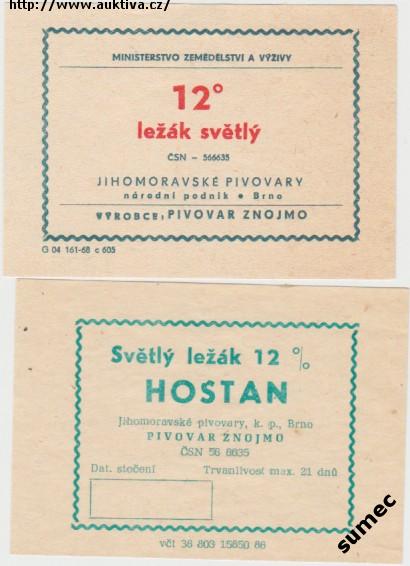 http://www.auktiva.cz/
MINISTERSTVO ZEMĚDĚLSTVÍ A VÝŽIVY
12°
ležák světlý
ČSN – 566635
JIHOMORAVSKÉ PIVOVARY
národní podnik • Brno
VÝROBCE: PIVOVAR ZNOJMO
G 04 161-68 c 605
Světlý ležák 12 %
HOSTAN
Jihomoravské pivovary, k. p., Brno
PIVOVAR ZNOJMO
ČSN 56 6635
Dat. stočení Trvanlivost max. 21 dnů
včt 36 803 15850 86
sumec